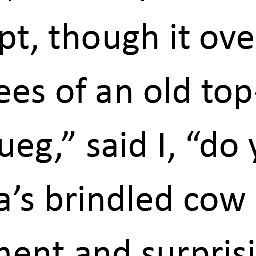 pt, though it ove
ees of an old top-
ueg,” said I, “do y
a’s brindled cow
ment and surprisi